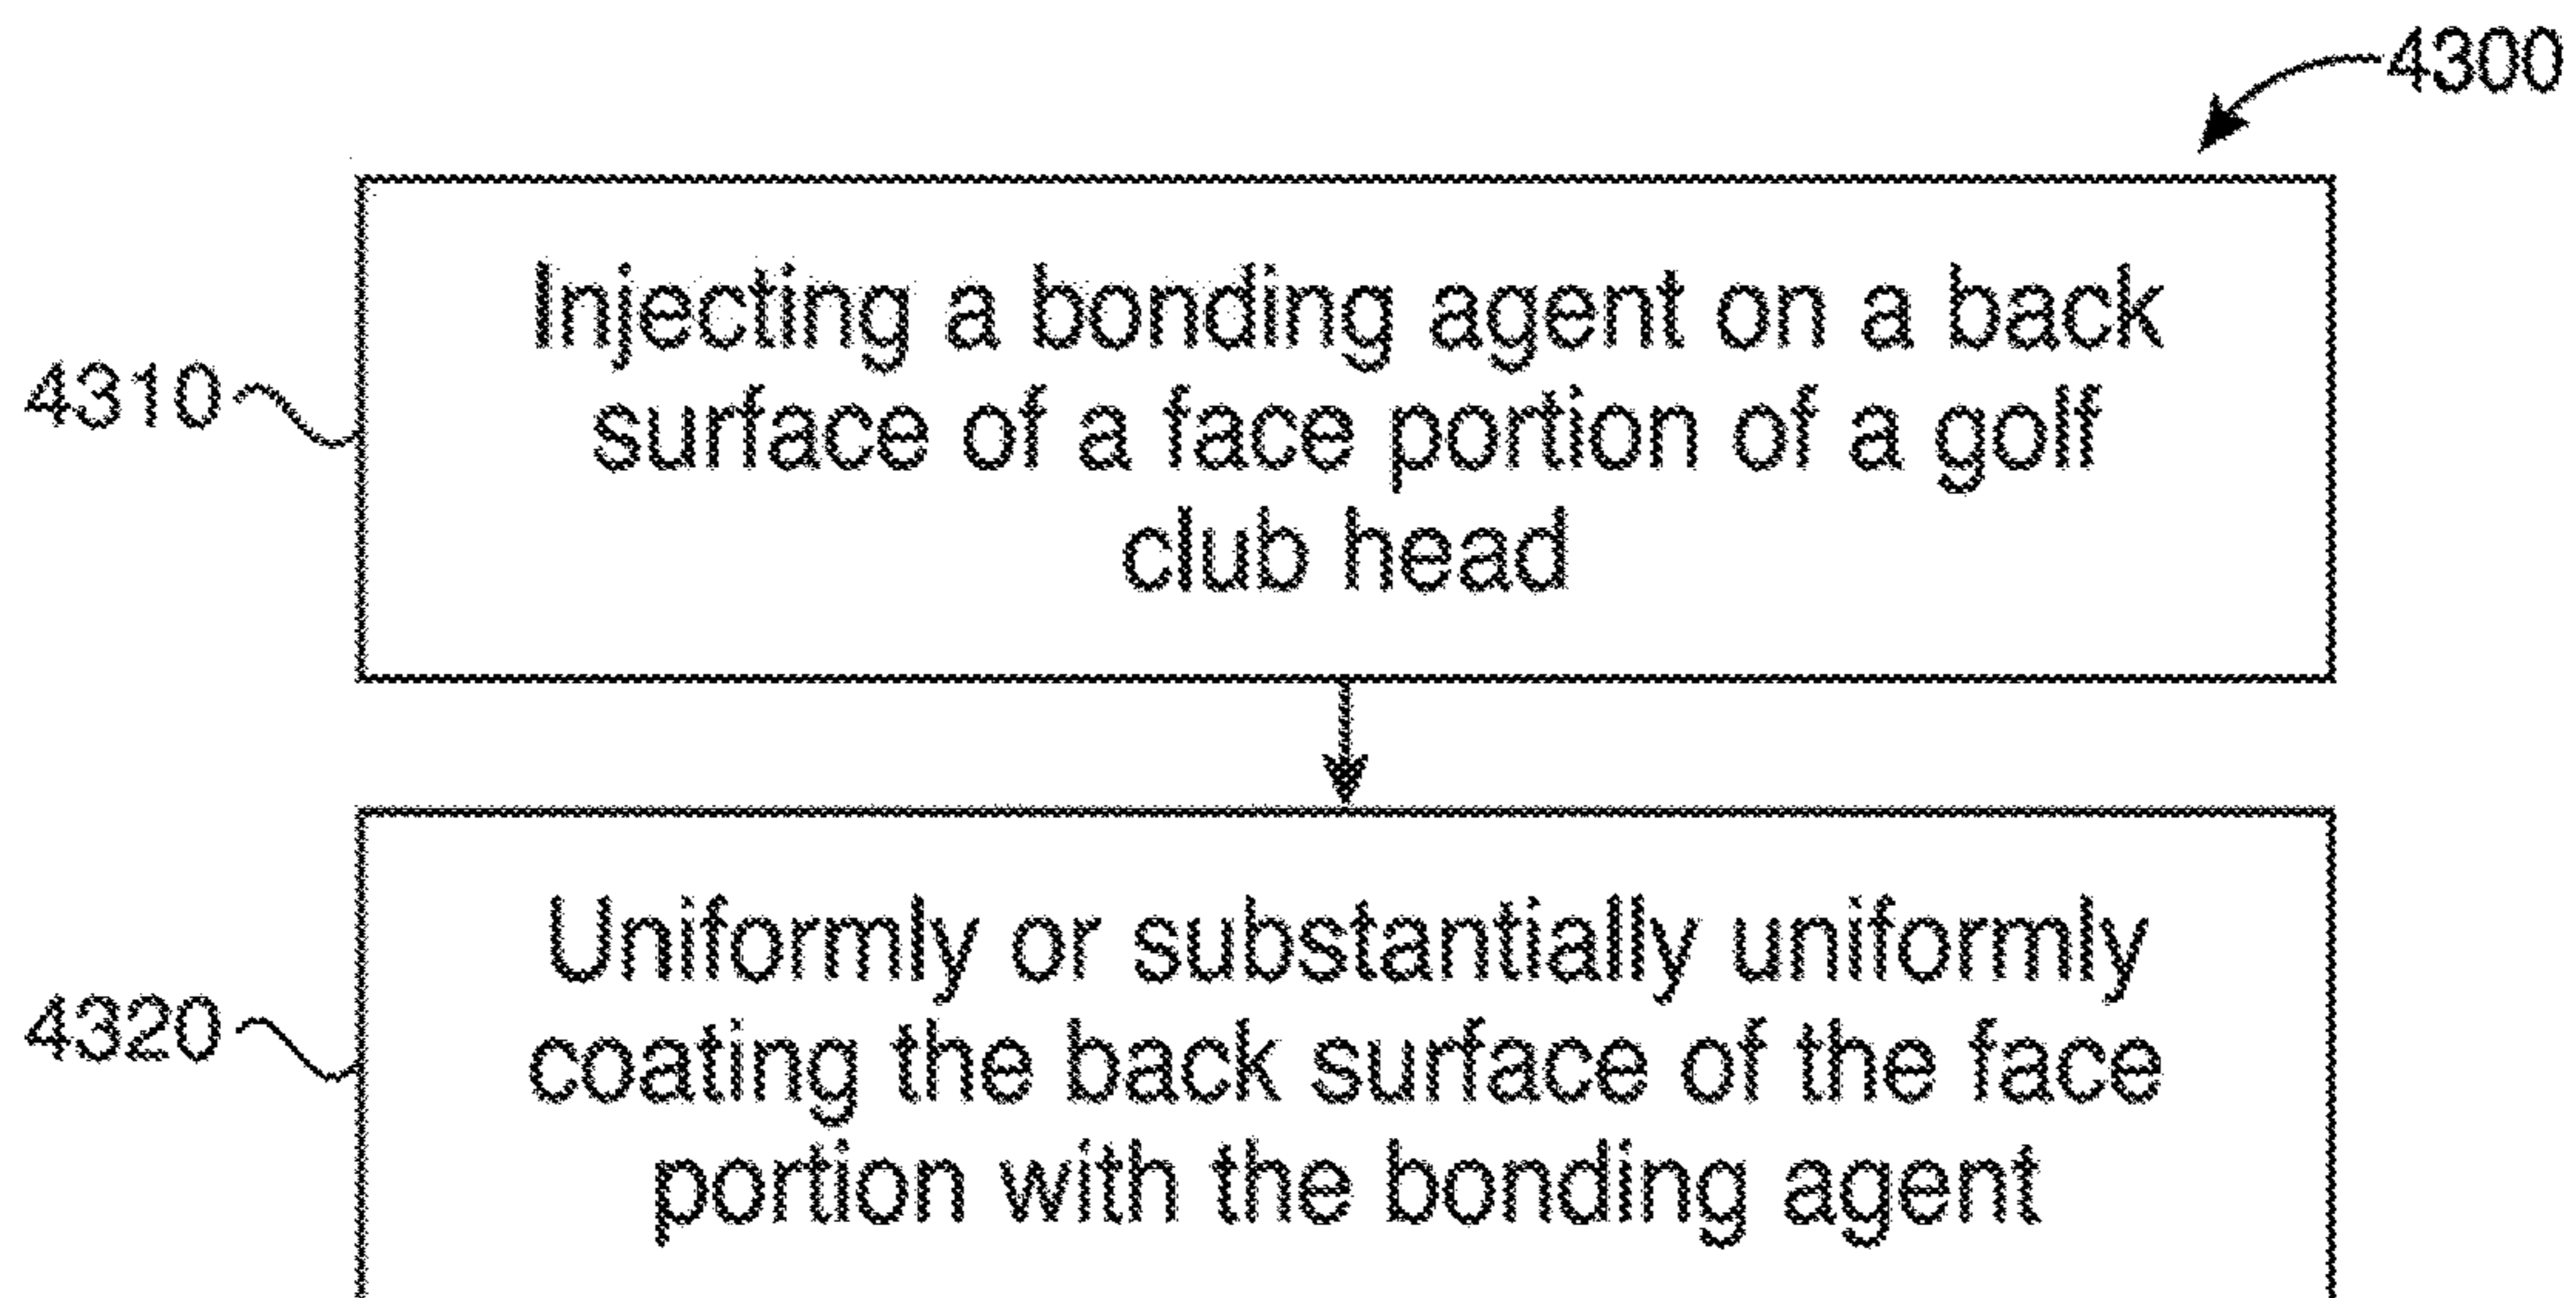 4300
Injecting a bonding agent on a back
surface of a face portion of a golf
club head
4310
Uniformly or substantially uniformly
coating the back surface of the face
portion with the bonding agent
4320